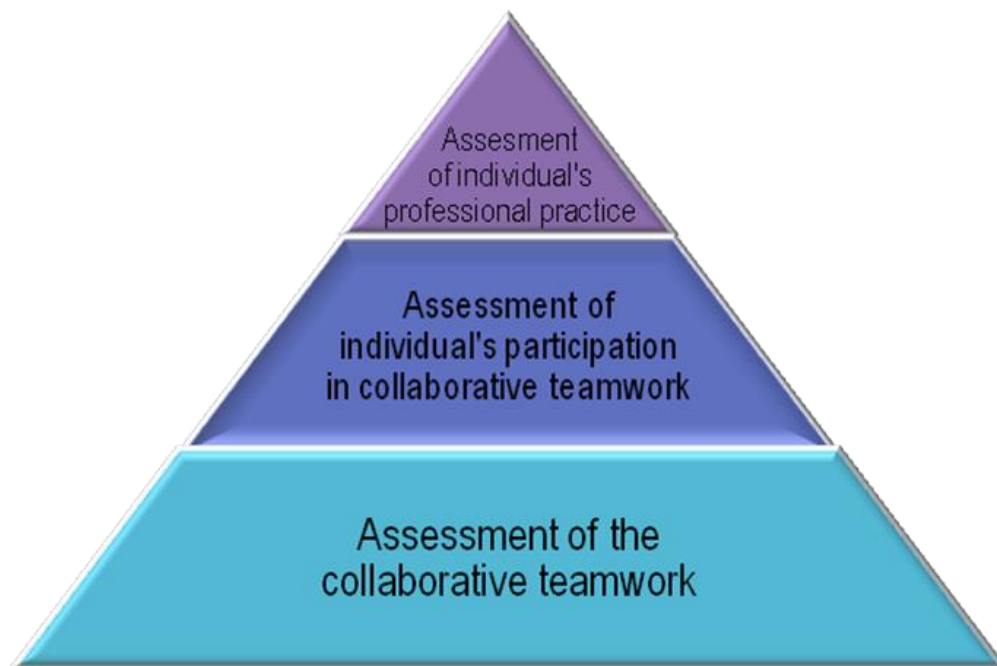 Assesment
of individual's
professional practice
Assessment of
individual's participation
in collaborative teamwork
Assessment of the
collaborative teamwork